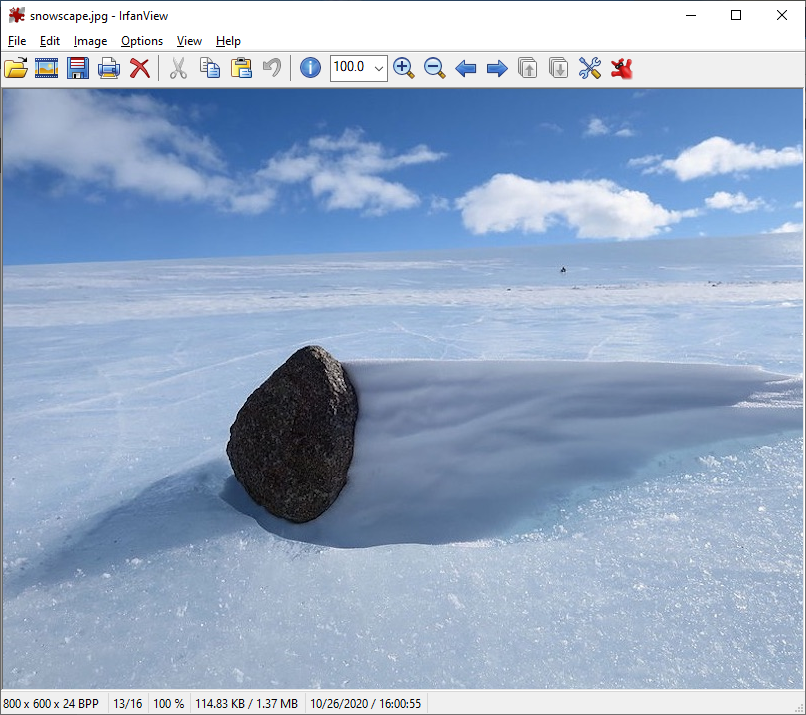 snowscape.jpg - IrfanView
File Edit Image Options View Help
100.0
800 x 600 x 24 BPP 13/16 100 % 114.83 KB / 1.37 MB 10/26/2020 / 16:00:55